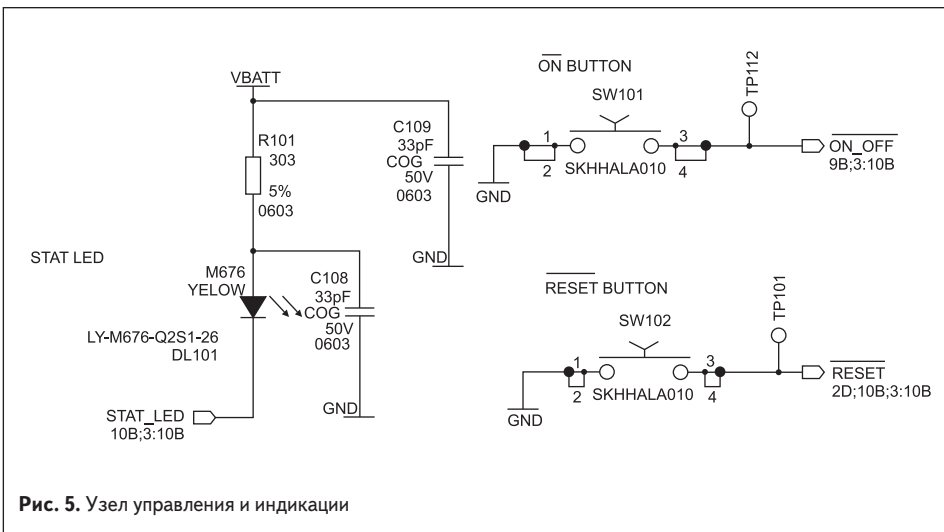 VBATT
R101
303
5%
0603
C109
33pF
COG
50V
0603
GND
STAT LED
M676
YELOW
LY-M676-Q2S1-26
DL101
C108
33pF
COG
50V
0603
GND
STAT_LED
10B;3:10B
ON BUTTON
SW101
1
2
SKHHALA010
3
4
GND
TP112
ON_OFF
9B;3:10B
RESET BUTTON
SW102
1
2
SKHHALA010
3
4
GND
TP101
RESET
2D;10B;3:10B
Рис. 5. Узел управления и индикации